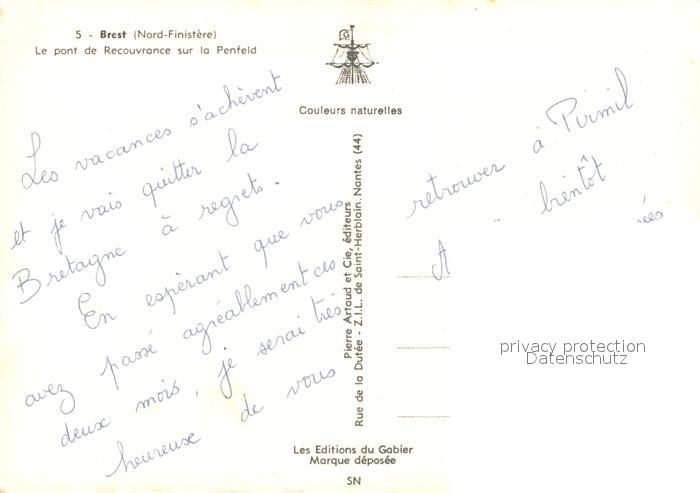 5 - Brest (Nord-Finistère)
Le pont de Recouvrance sur la Penfeld
Couleurs naturelles
Les vacances s'achèvent
et je vais quitter la
Bretagne à regrets.
En espèrant que vous
avez passé agréablement ces
deux mois, je serai très
heureuse de vous
retrouver à Pirmil
A bientôt
Pierre Artaud et Cie, éditeurs
Rue de la Dutée - Z.I.L. de Saint-Herblain. Nantes (44)
Les Editions du Gabier
Marque déposée
SN
privacy protection
Datenschutz